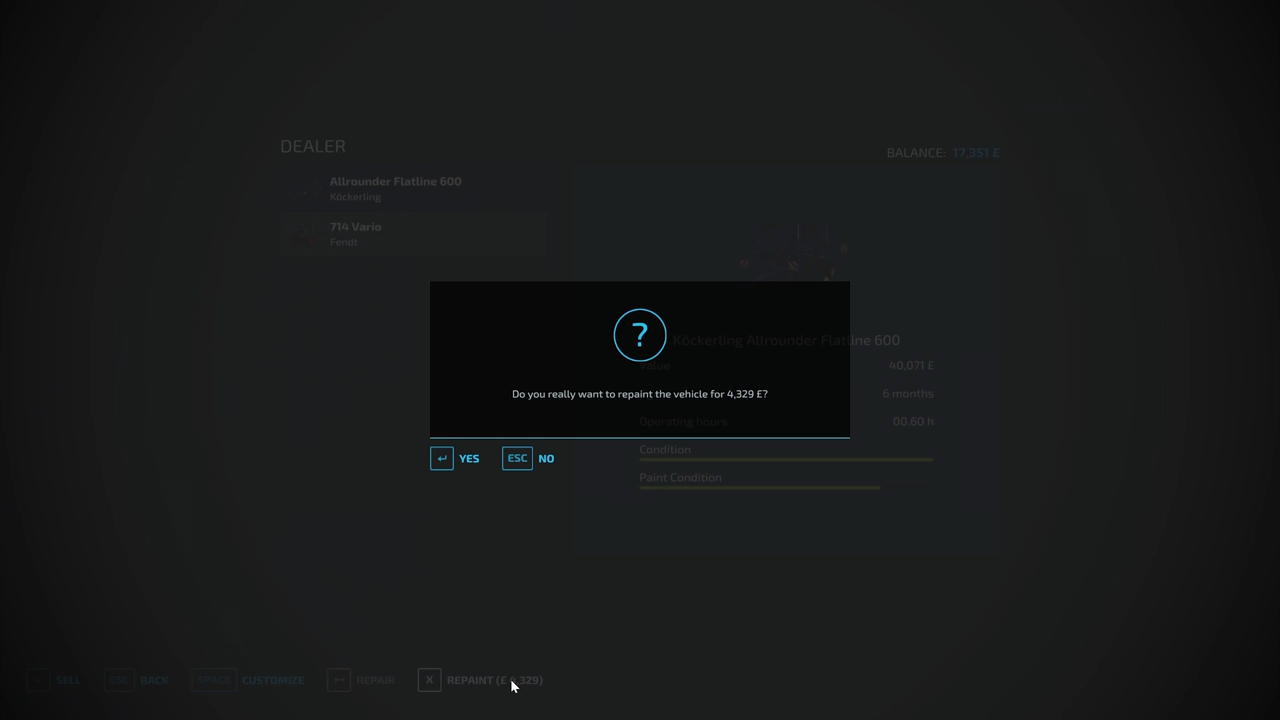 DEALER
BALANCE: 17,351 £
Allrounder Flatline 600
Köckerling
714 Vario
Fendt
?
Köckerling Allrounder Flatline 600
Value 40,071 £
Do you really want to repaint the vehicle for 4,329 £?
6 months
Operating hours 00.60 h
Condition
↵ YES ESC NO
Paint Condition
SELL ESC BACK SPACE CUSTOMIZE REPAIR X REPAINT (£ 4,329)